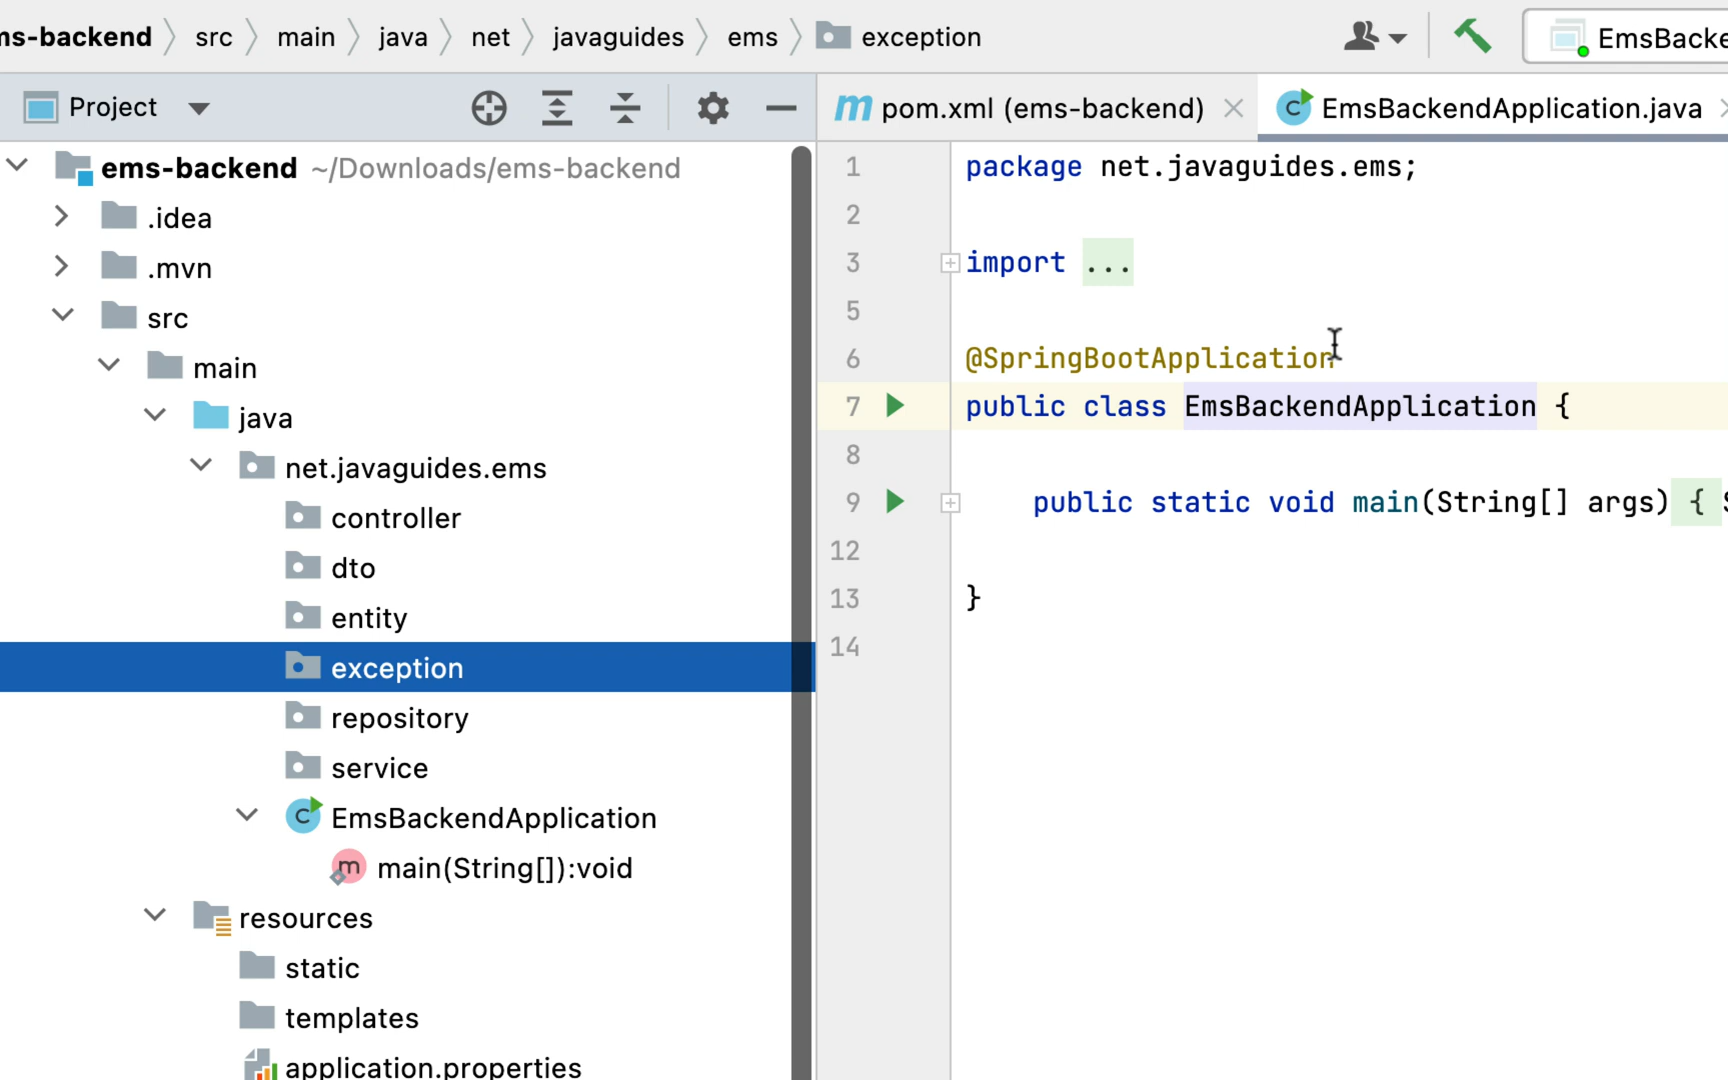 ms-backend src main java net javaguides ems exception EmsBacke
Project
pom.xml (ems-backend) EmsBackendApplication.java
ems-backend ~/Downloads/ems-backend
.idea
.mvn
src
main
java
net.javaguides.ems
controller
dto
entity
exception
repository
service
EmsBackendApplication
main(String[]):void
resources
static
templates
application.properties
1 package net.javaguides.ems;
2
3 import ...
5
6 @SpringBootApplication
7 public class EmsBackendApplication {
8
9 public static void main(String[] args) { S
12
13 }
14